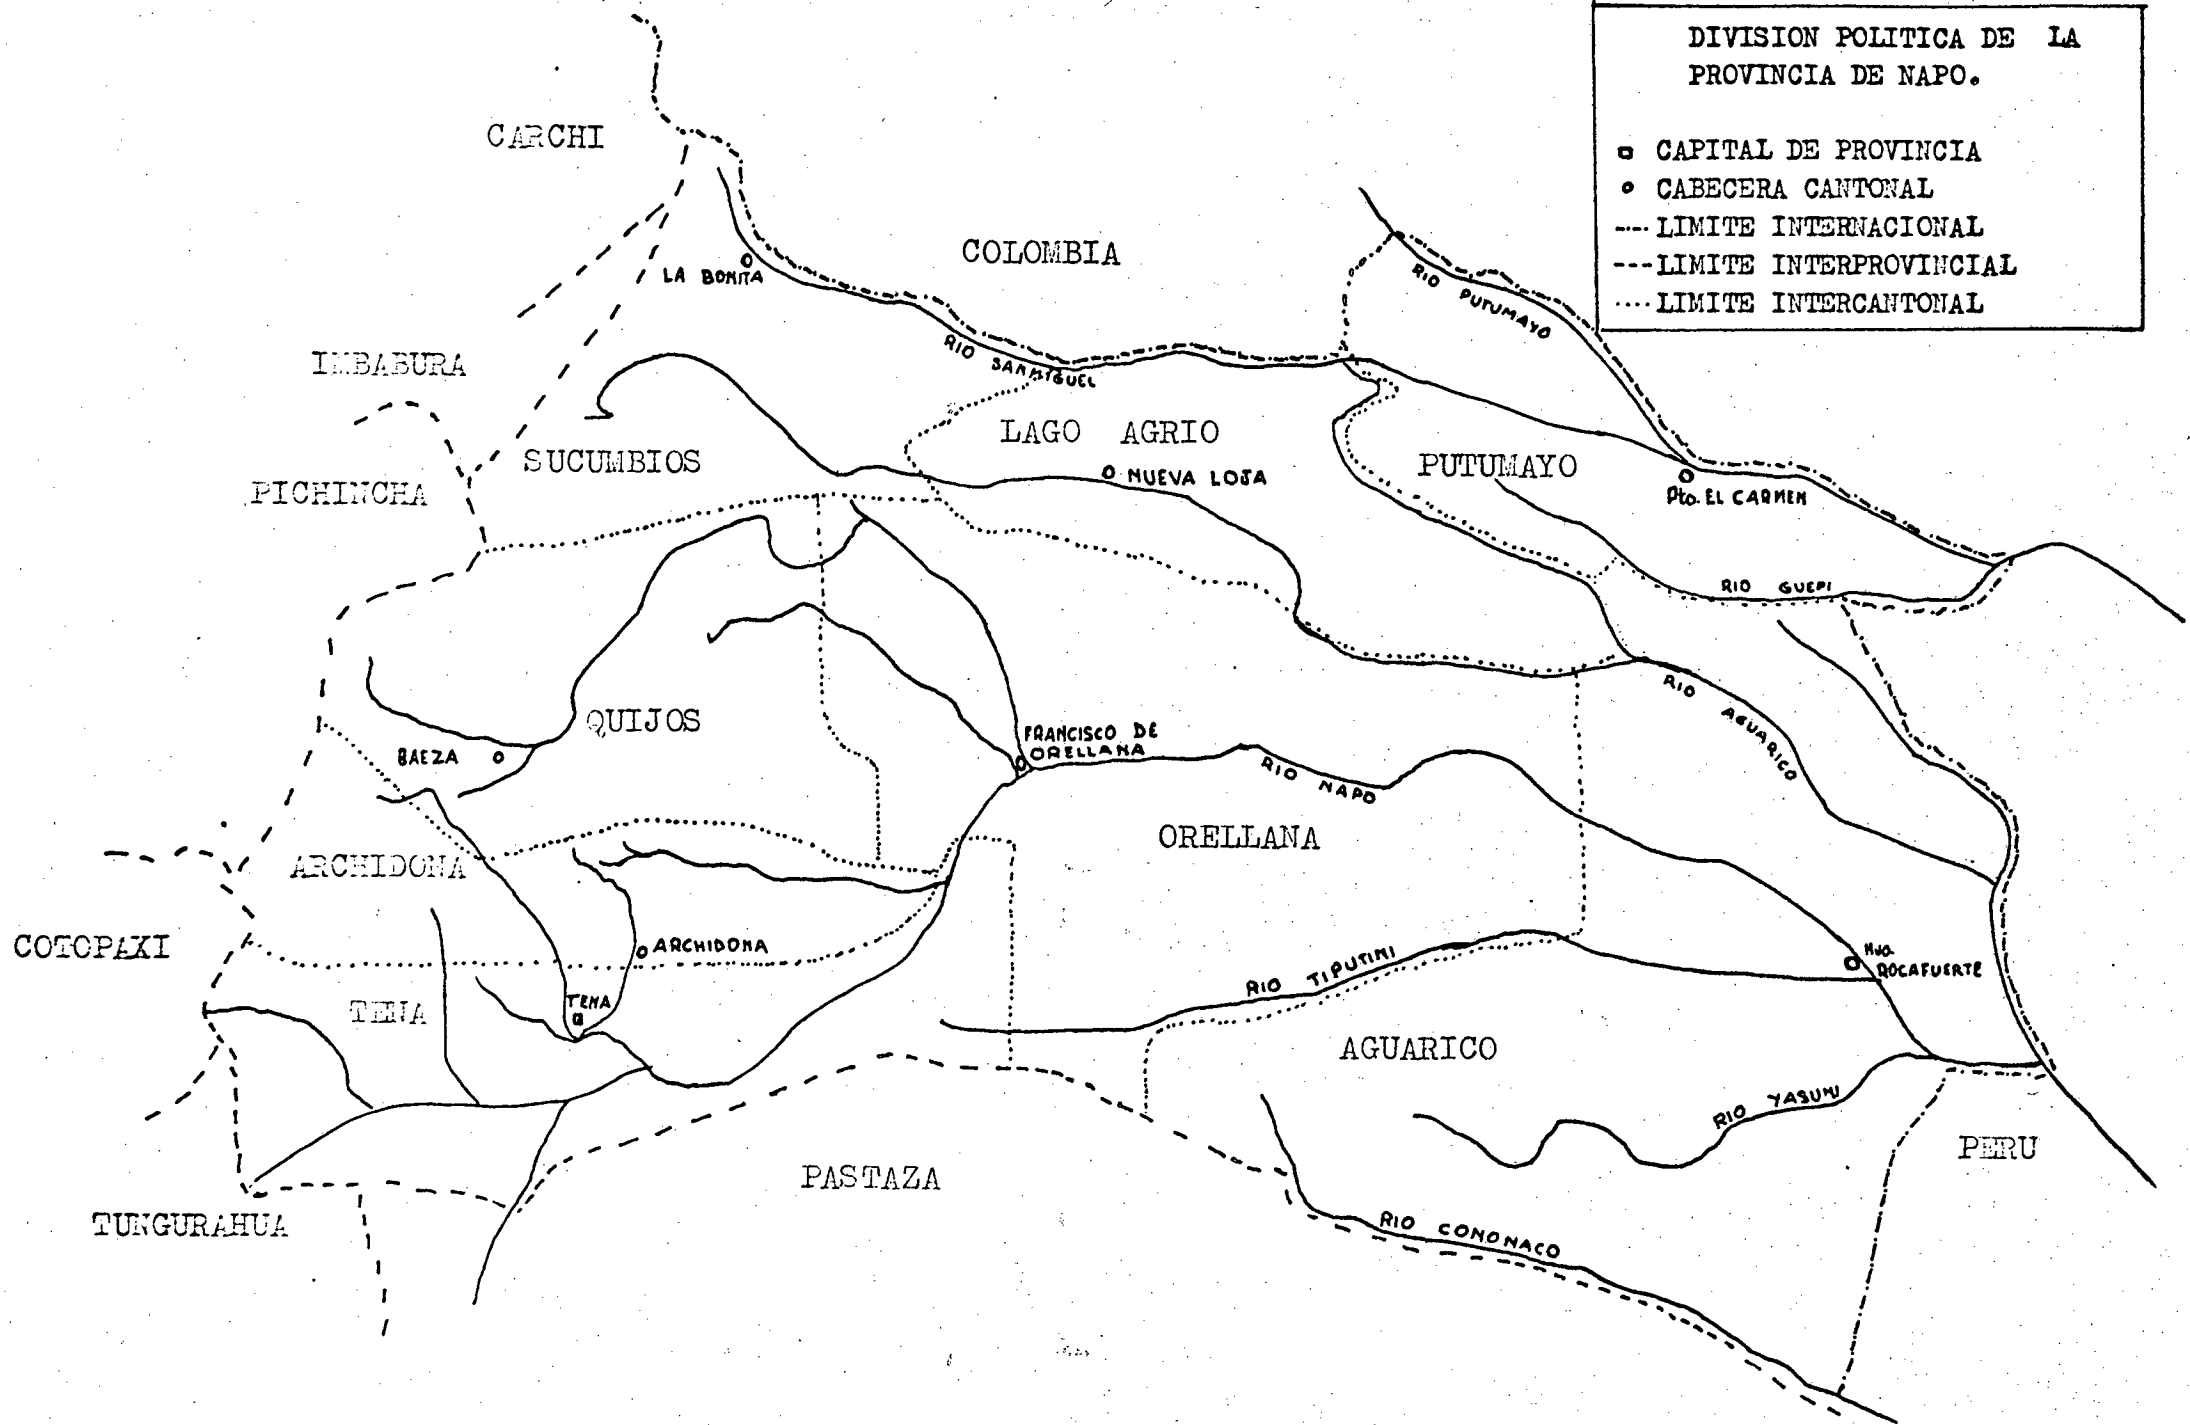 DIVISION POLITICA DE LA
PROVINCIA DE NAPO.
CAPITAL DE PROVINCIA
CABECERA CANTONAL
LIMITE INTERNACIONAL
LIMITE INTERPROVINCIAL
LIMITE INTERCANTONAL
CARCHI
COLOMBIA
LA BONITA
RIO PUTUMAYO
IMBABURA
RIO SAN MIGUEL
LAGO AGRIO
SUCUMBIOS
PUTUMAYO
PICHINCHA
NUEVA LOJA
Pto. EL CARMEN
RIO GUEPI
RIO AGUARICO
QUIJOS
BAEZA
FRANCISCO DE
ORELLANA
RIO NAPO
ORELLANA
ARCHIDONA
COTOPAXI
ARCHIDONA
Nvo.
ROCAFUERTE
RIO TIPUTINI
TENA
TENA
AGUARICO
RIO YASUNI
PERU
PASTAZA
TUNGURAHUA
RIO CONONACO